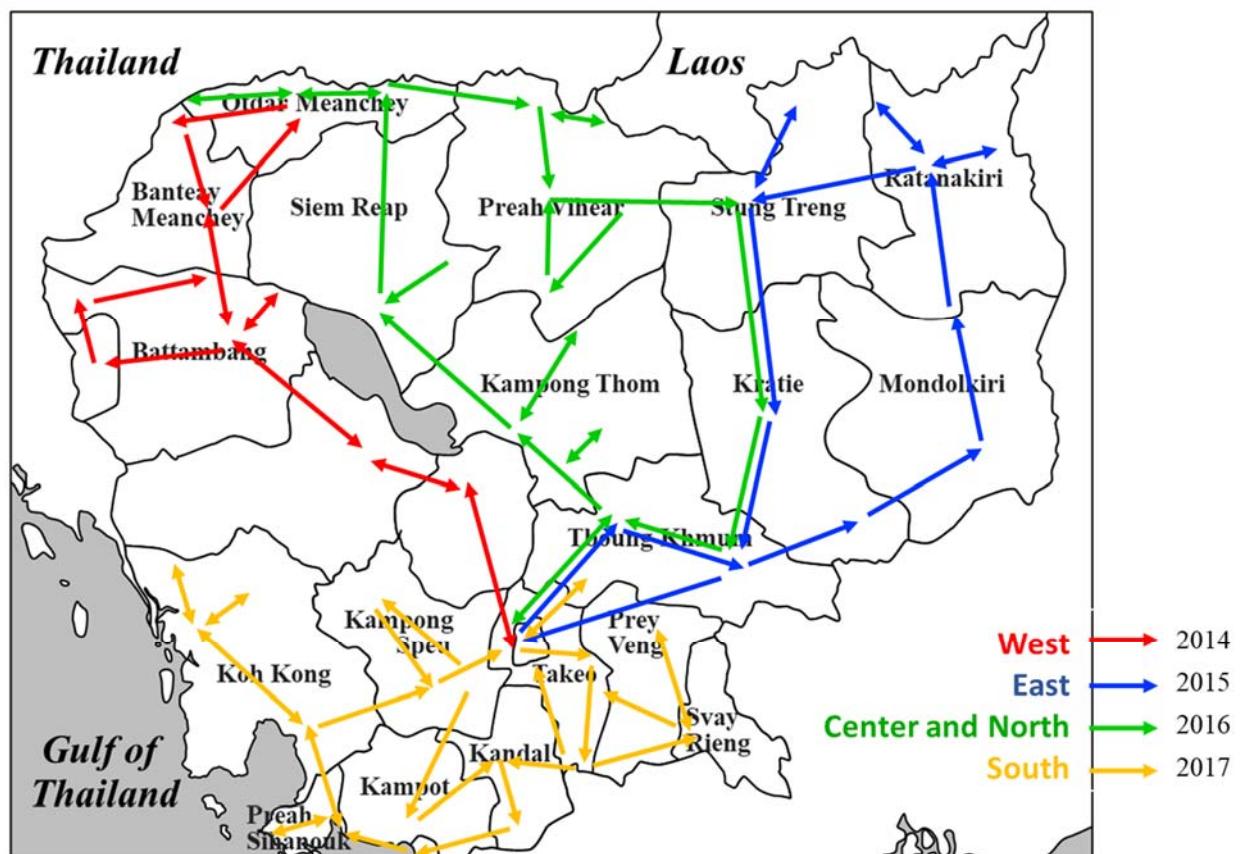 Thailand
Laos
Otdar Meanchey
Banteay
Meanchey
Siem Reap
Preah Vihear
Stung Treng
Ratanakiri
Battambang
Kampong Thom
Kratie
Mondolkiri
Thoung Khmum
Kampong
Speu
Prey
Veng
Koh Kong
Takeo
Svay
Rieng
Gulf of
Thailand
Kandal
Kampot
Preah
Sihanouk
West 2014
East 2015
Center and North 2016
South 2017